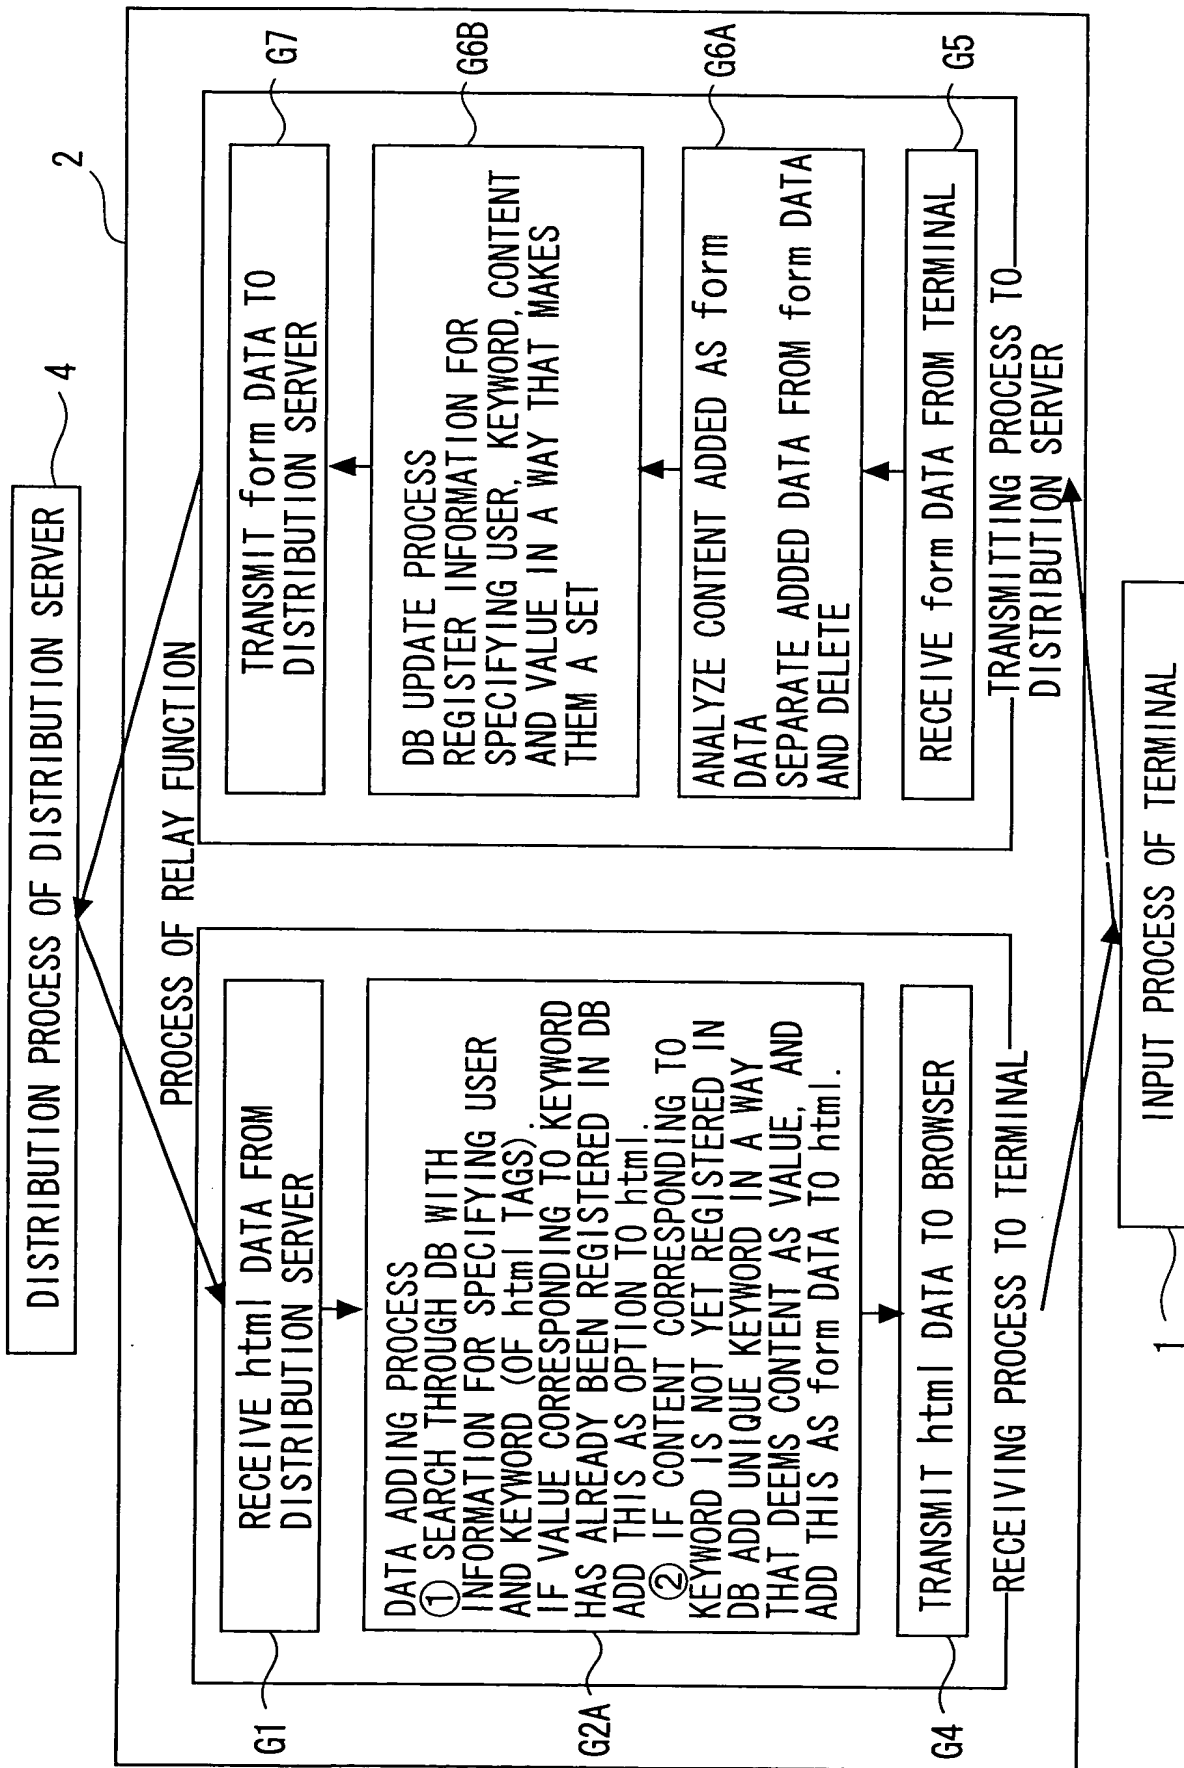 DISTRIBUTION PROCESS OF DISTRIBUTION SERVER
4
2
PROCESS OF RELAY FUNCTION
G1
RECEIVE html DATA FROM
DISTRIBUTION SERVER
G2A
DATA ADDING PROCESS
① SEARCH THROUGH DB WITH
INFORMATION FOR SPECIFYING USER
AND KEYWORD (OF html TAGS).
IF VALUE CORRESPONDING TO KEYWORD
HAS ALREADY BEEN REGISTERED IN DB
ADD THIS AS OPTION TO html.
② IF CONTENT CORRESPONDING TO
KEYWORD IS NOT YET REGISTERED IN
DB ADD UNIQUE KEYWORD IN A WAY
THAT DEEMS CONTENT AS VALUE, AND
ADD THIS AS form DATA TO html.
G4
TRANSMIT html DATA TO BROWSER
RECEIVING PROCESS TO TERMINAL
TRANSMIT form DATA TO
DISTRIBUTION SERVER
G7
DB UPDATE PROCESS
REGISTER INFORMATION FOR
SPECIFYING USER, KEYWORD, CONTENT
AND VALUE IN A WAY THAT MAKES
THEM A SET
G6B
ANALYZE CONTENT ADDED AS form
DATA
SEPARATE ADDED DATA FROM form DATA
AND DELETE
G6A
RECEIVE form DATA FROM TERMINAL
G5
TRANSMITTING PROCESS TO
DISTRIBUTION SERVER
INPUT PROCESS OF TERMINAL
1